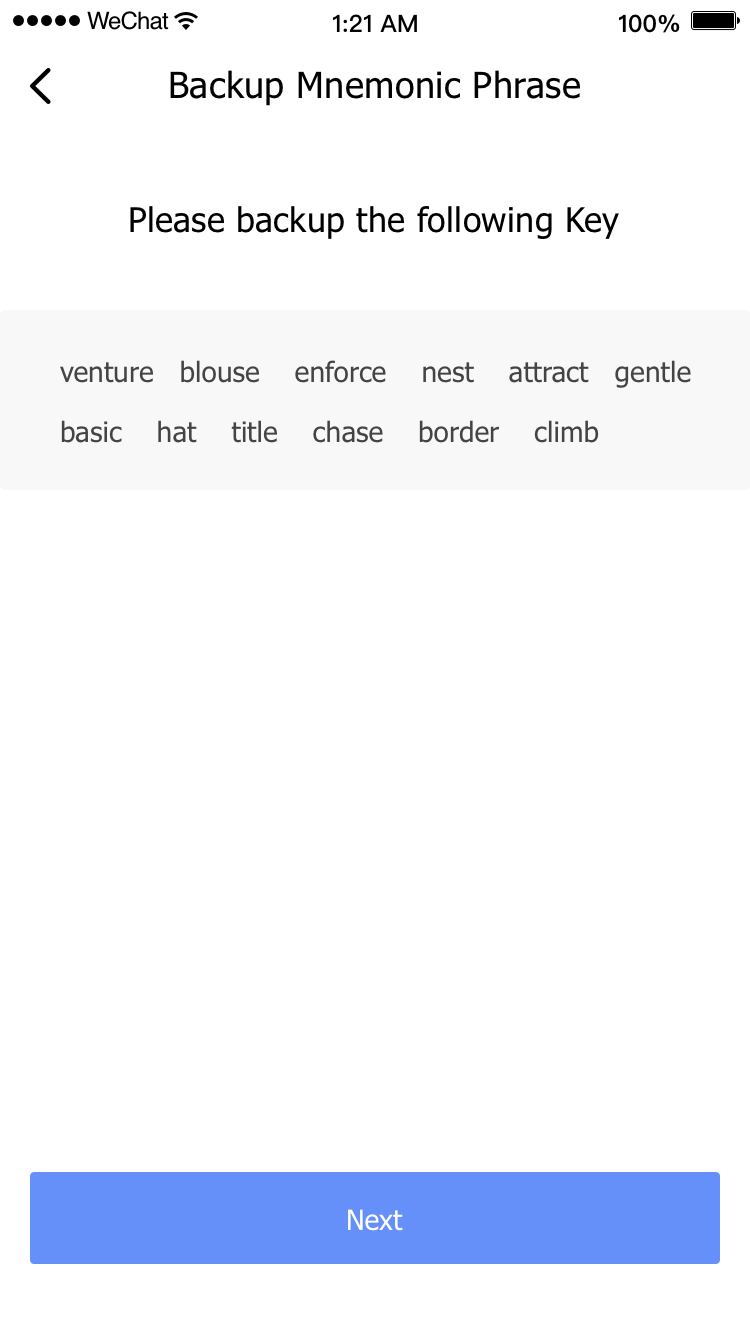 WeChat 1:21 AM 100%
Backup Mnemonic Phrase
Please backup the following Key
venture blouse enforce nest attract gentle
basic hat title chase border climb
Next